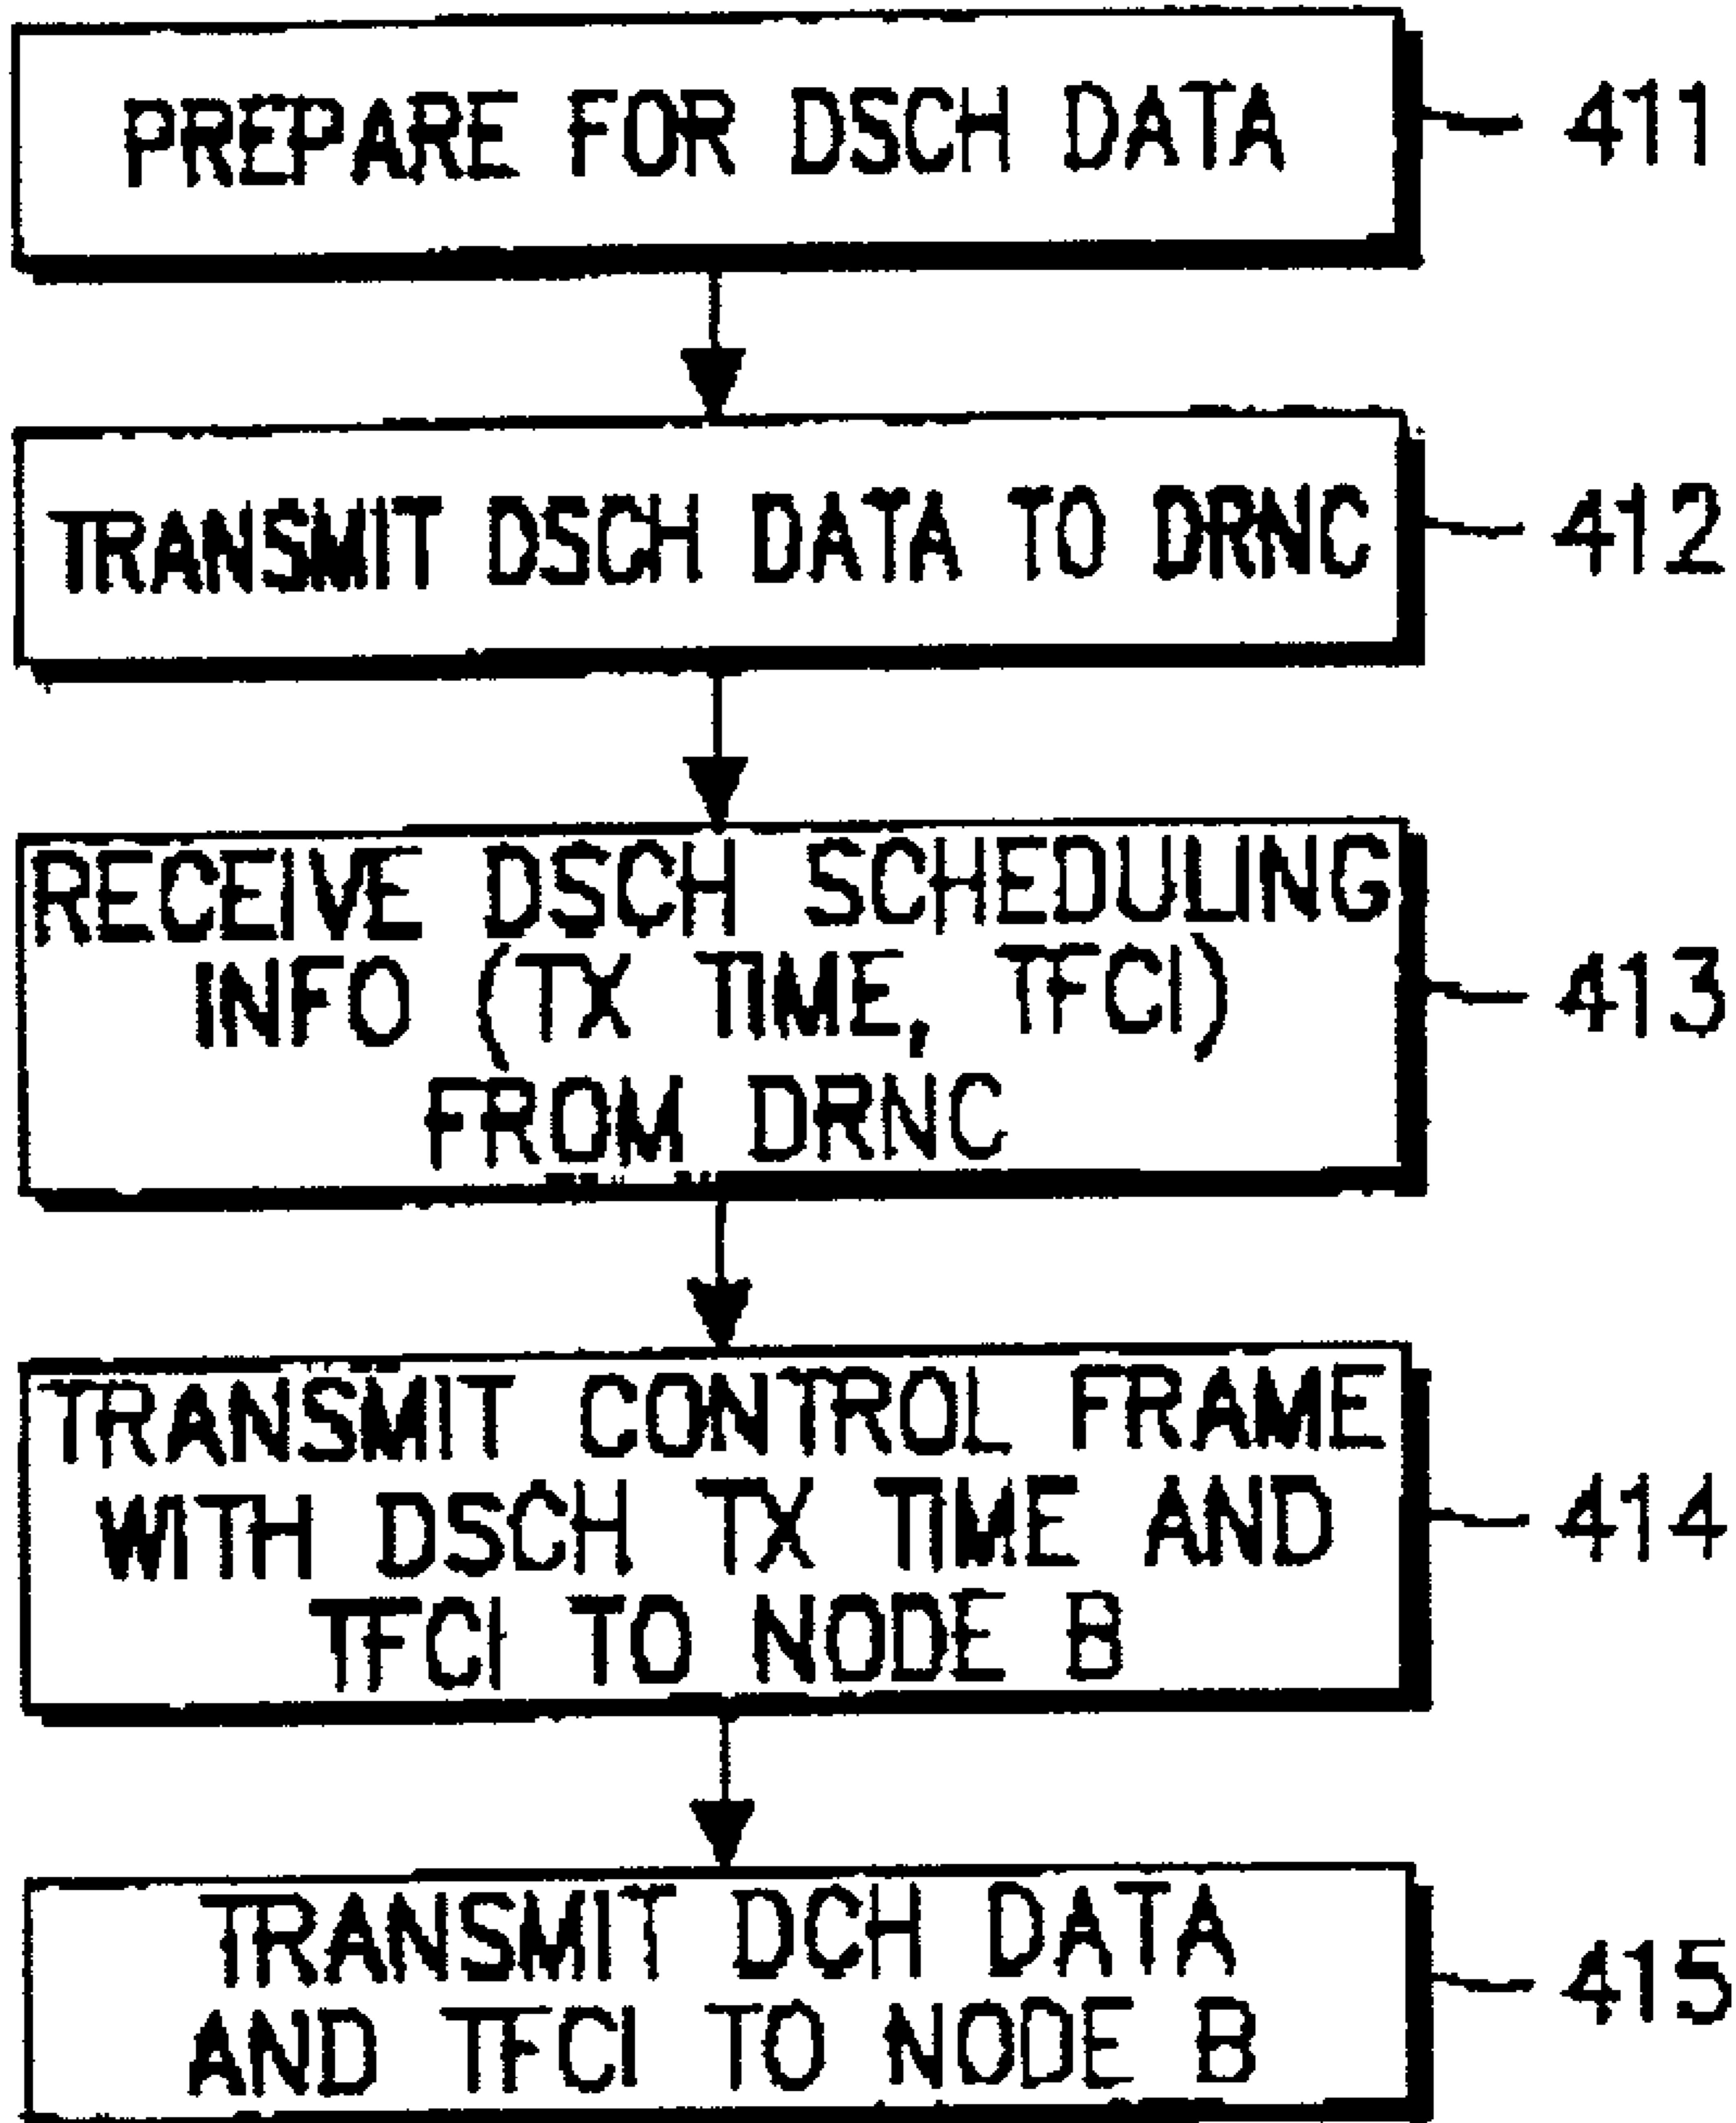 PREPARE FOR DSCH DATA
411
TRANSMIT DSCH DATA TO DRNC
412
RECEIVE DSCH SCHEDULING
INFO (TX TIME, TFCI)
FROM DRNC
413
TRANSMIT CONTROL FRAME
WITH DSCH TX TIME AND
TFCI TO NODE B
414
TRANSMIT DCH DATA
AND TFCI TO NODE B
415